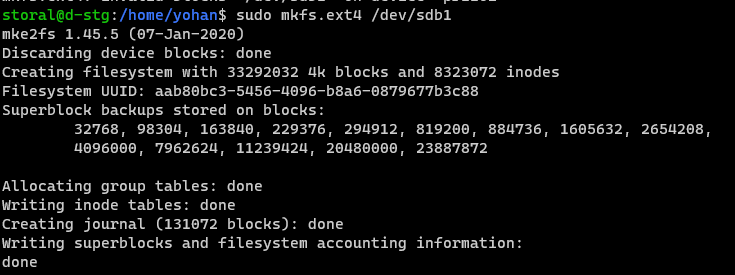 storal@d-stg:/home/yohan$ sudo mkfs.ext4 /dev/sdb1
mke2fs 1.45.5 (07-Jan-2020)
Discarding device blocks: done
Creating filesystem with 33292032 4k blocks and 8323072 inodes
Filesystem UUID: aab80bc3-5456-4096-b8a6-0879677b3c88
Superblock backups stored on blocks:
32768, 98304, 163840, 229376, 294912, 819200, 884736, 1605632, 2654208,
4096000, 7962624, 11239424, 20480000, 23887872
Allocating group tables: done
Writing inode tables: done
Creating journal (131072 blocks): done
Writing superblocks and filesystem accounting information:
done